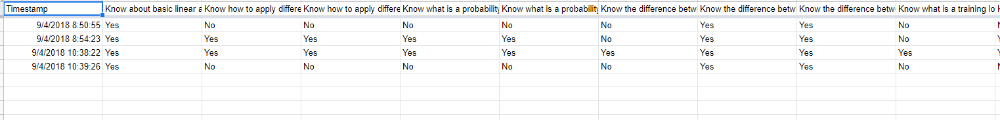 Timestamp Know about basic linear a Know how to apply differe Know how to apply differe Know what is a probability Know what is a probability Know the difference betw Know the difference betw Know the difference betw Know what is a training lo
9/4/2018 8:50:55 Yes No No No No No Yes Yes No
9/4/2018 8:54:23 Yes Yes Yes Yes Yes No Yes Yes No
9/4/2018 10:38:22 Yes Yes Yes Yes Yes Yes Yes Yes Yes
9/4/2018 10:39:26 Yes No No No No No Yes Yes No